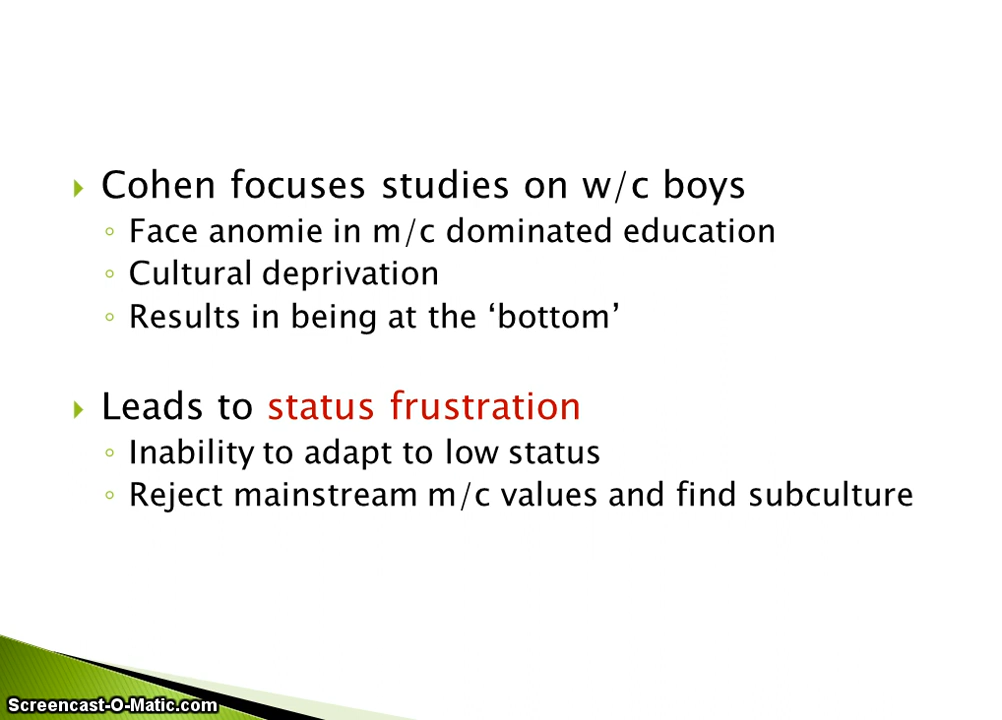 Cohen focuses studies on w/c boys
Face anomie in m/c dominated education
Cultural deprivation
Results in being at the ‘bottom’
Leads to status frustration
Inability to adapt to low status
Reject mainstream m/c values and find subculture
Screencast-O-Matic.com